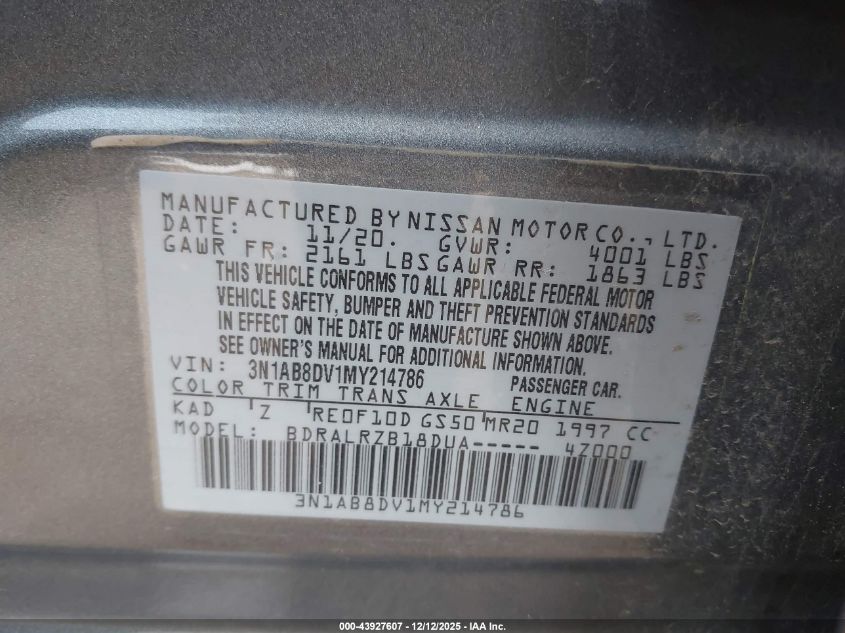 MANUFACTURED BY NISSAN MOTOR CO., LTD.
DATE: 11/20. GVWR: 4001 LBS
GAWR FR: 2161 LBS GAWR RR: 1863 LBS
THIS VEHICLE CONFORMS TO ALL APPLICABLE FEDERAL MOTOR
VEHICLE SAFETY, BUMPER AND THEFT PREVENTION STANDARDS
IN EFFECT ON THE DATE OF MANUFACTURE SHOWN ABOVE.
SEE OWNER'S MANUAL FOR ADDITIONAL INFORMATION.
VIN: 3N1AB8DV1MY214786 PASSENGER CAR.
COLOR TRIM TRANS AXLE ENGINE
KAD Z RE0F10D GS50 MR20 1997 CC
MODEL: BDRALRZB18DUA----- 4Z000
3N1AB8DV1MY214786
000-43927607 - 12/12/2025 - IAA Inc.